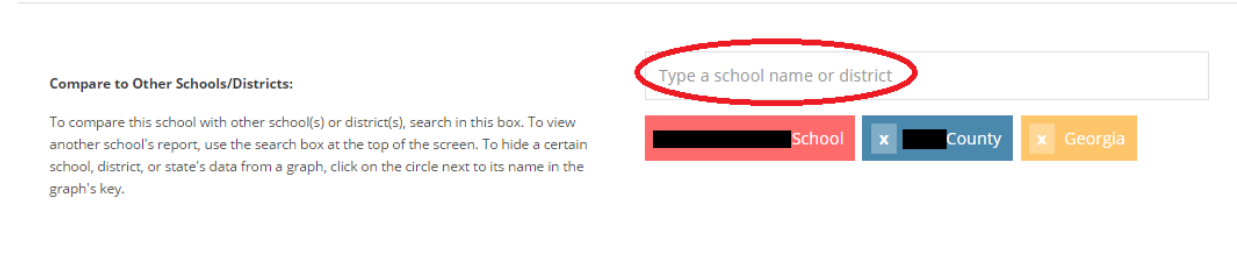 Compare to Other Schools/Districts:
To compare this school with other school(s) or district(s), search in this box. To view
another school's report, use the search box at the top of the screen. To hide a certain
school, district, or state's data from a graph, click on the circle next to its name in the
graph's key.
Type a school name or district
School x County x Georgia